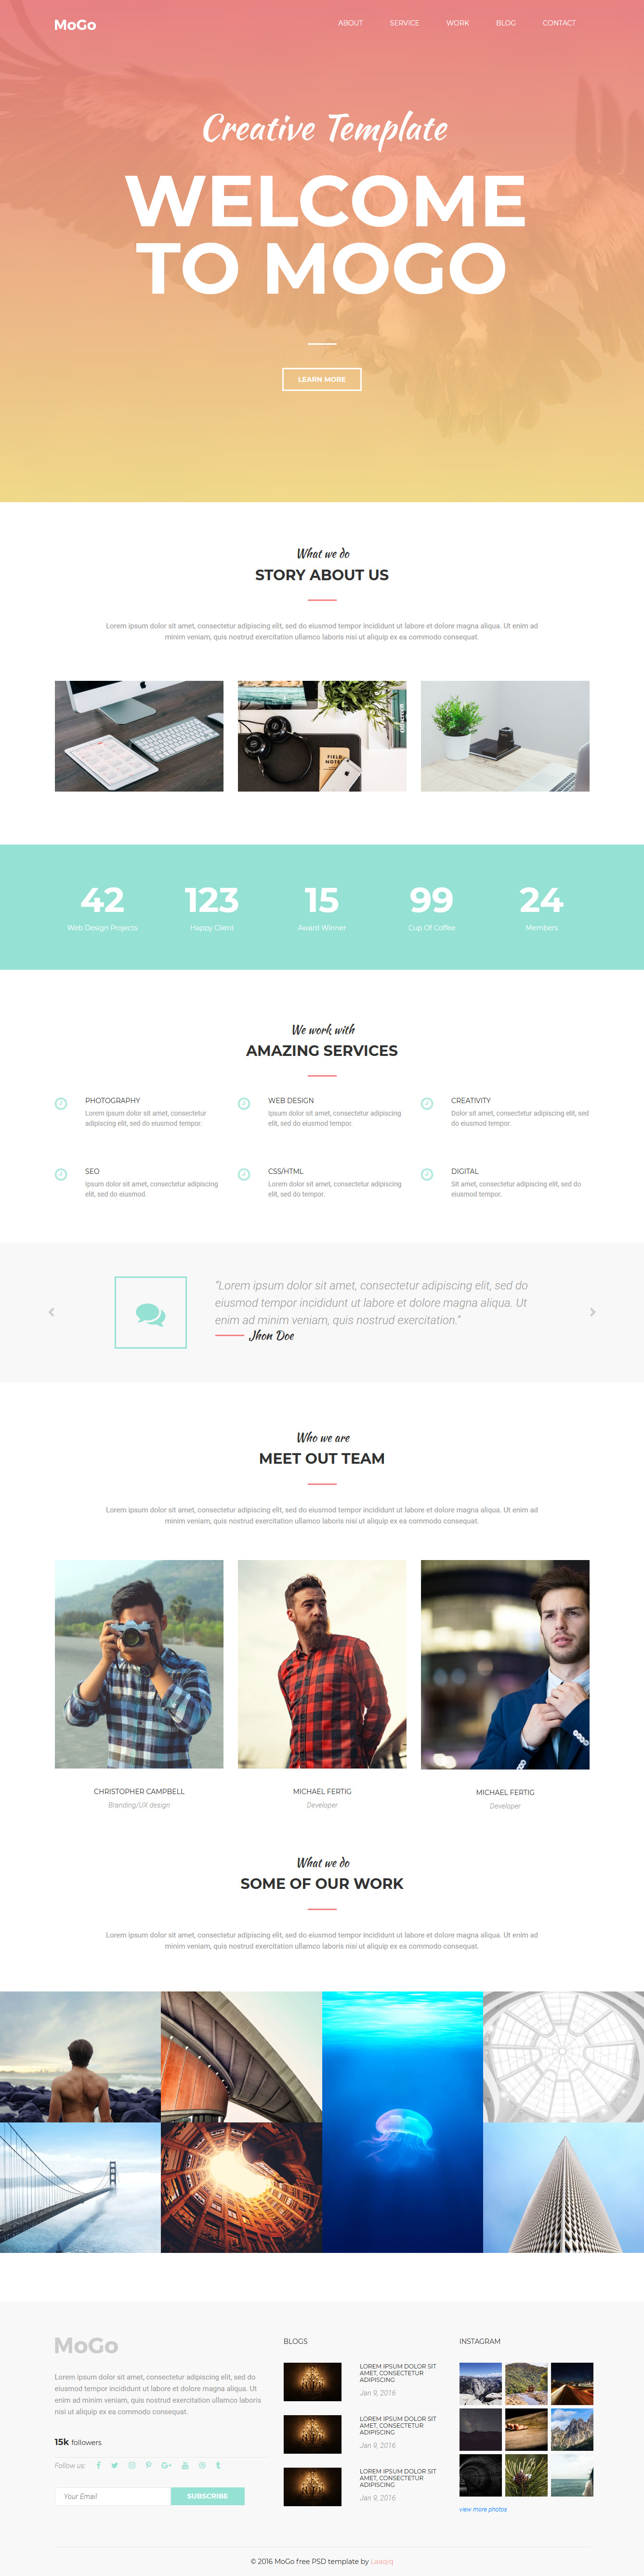 MoGo
ABOUT SERVICE WORK BLOG CONTACT
Creative Template
WELCOME
TO MOGO
LEARN MORE
What we do
STORY ABOUT US
Lorem ipsum dolor sit amet, consectetur adipiscing elit, sed do eiusmod tempor incididunt ut labore et dolore magna aliqua. Ut enim ad
minim veniam, quis nostrud exercitation ullamco laboris nisi ut aliquip ex ea commodo consequat.
FIELD
NOTES
42 123 15 99 24
Web Design Projects Happy Client Award Winner Cup Of Coffee Members
We work with
AMAZING SERVICES
PHOTOGRAPHY
Lorem ipsum dolor sit amet, consectetur
adipiscing elit, sed do eiusmod tempor.
WEB DESIGN
Ipsum dolor sit amet, consectetur adipiscing
elit, sed do eiusmod tempor.
CREATIVITY
Dolor sit amet, consectetur adipiscing elit, sed
do eiusmod tempor.
SEO
Ipsum dolor sit amet, consectetur adipiscing
elit, sed do eiusmod.
CSS/HTML
Lorem dolor sit amet, consectetur adipiscing
elit, sed do tempor.
DIGITAL
Sit amet, consectetur adipiscing elit, sed do
eiusmod tempor.
“Lorem ipsum dolor sit amet, consectetur adipiscing elit, sed do
eiusmod tempor incididunt ut labore et dolore magna aliqua. Ut
enim ad minim veniam, quis nostrud exercitation.”
Jhon Doe
Who we are
MEET OUT TEAM
Lorem ipsum dolor sit amet, consectetur adipiscing elit, sed do eiusmod tempor incididunt ut labore et dolore magna aliqua. Ut enim ad
minim veniam, quis nostrud exercitation ullamco laboris nisi ut aliquip ex ea commodo consequat.
CHRISTOPHER CAMPBELL
Branding/UX design
MICHAEL FERTIG
Developer
MICHAEL FERTIG
Developer
What we do
SOME OF OUR WORK
Lorem ipsum dolor sit amet, consectetur adipiscing elit, sed do eiusmod tempor incididunt ut labore et dolore magna aliqua. Ut enim ad
minim veniam, quis nostrud exercitation ullamco laboris nisi ut aliquip ex ea commodo consequat.
MoGo
Lorem ipsum dolor sit amet, consectetur adipiscing elit, sed do
eiusmod tempor incididunt ut labore et dolore magna aliqua. Ut
enim ad minim veniam, quis nostrud exercitation ullamco laboris
nisi ut aliquip ex ea commodo consequat.
15k followers
Follow us:
Your Email
SUBSCRIBE
BLOGS
LOREM IPSUM DOLOR SIT
AMET, CONSECTETUR
ADIPISCING
Jan 9, 2016
LOREM IPSUM DOLOR SIT
AMET, CONSECTETUR
ADIPISCING
Jan 9, 2016
LOREM IPSUM DOLOR SIT
AMET, CONSECTETUR
ADIPISCING
Jan 9, 2016
INSTAGRAM
view more photos
© 2016 MoGo free PSD template by Laaqiq